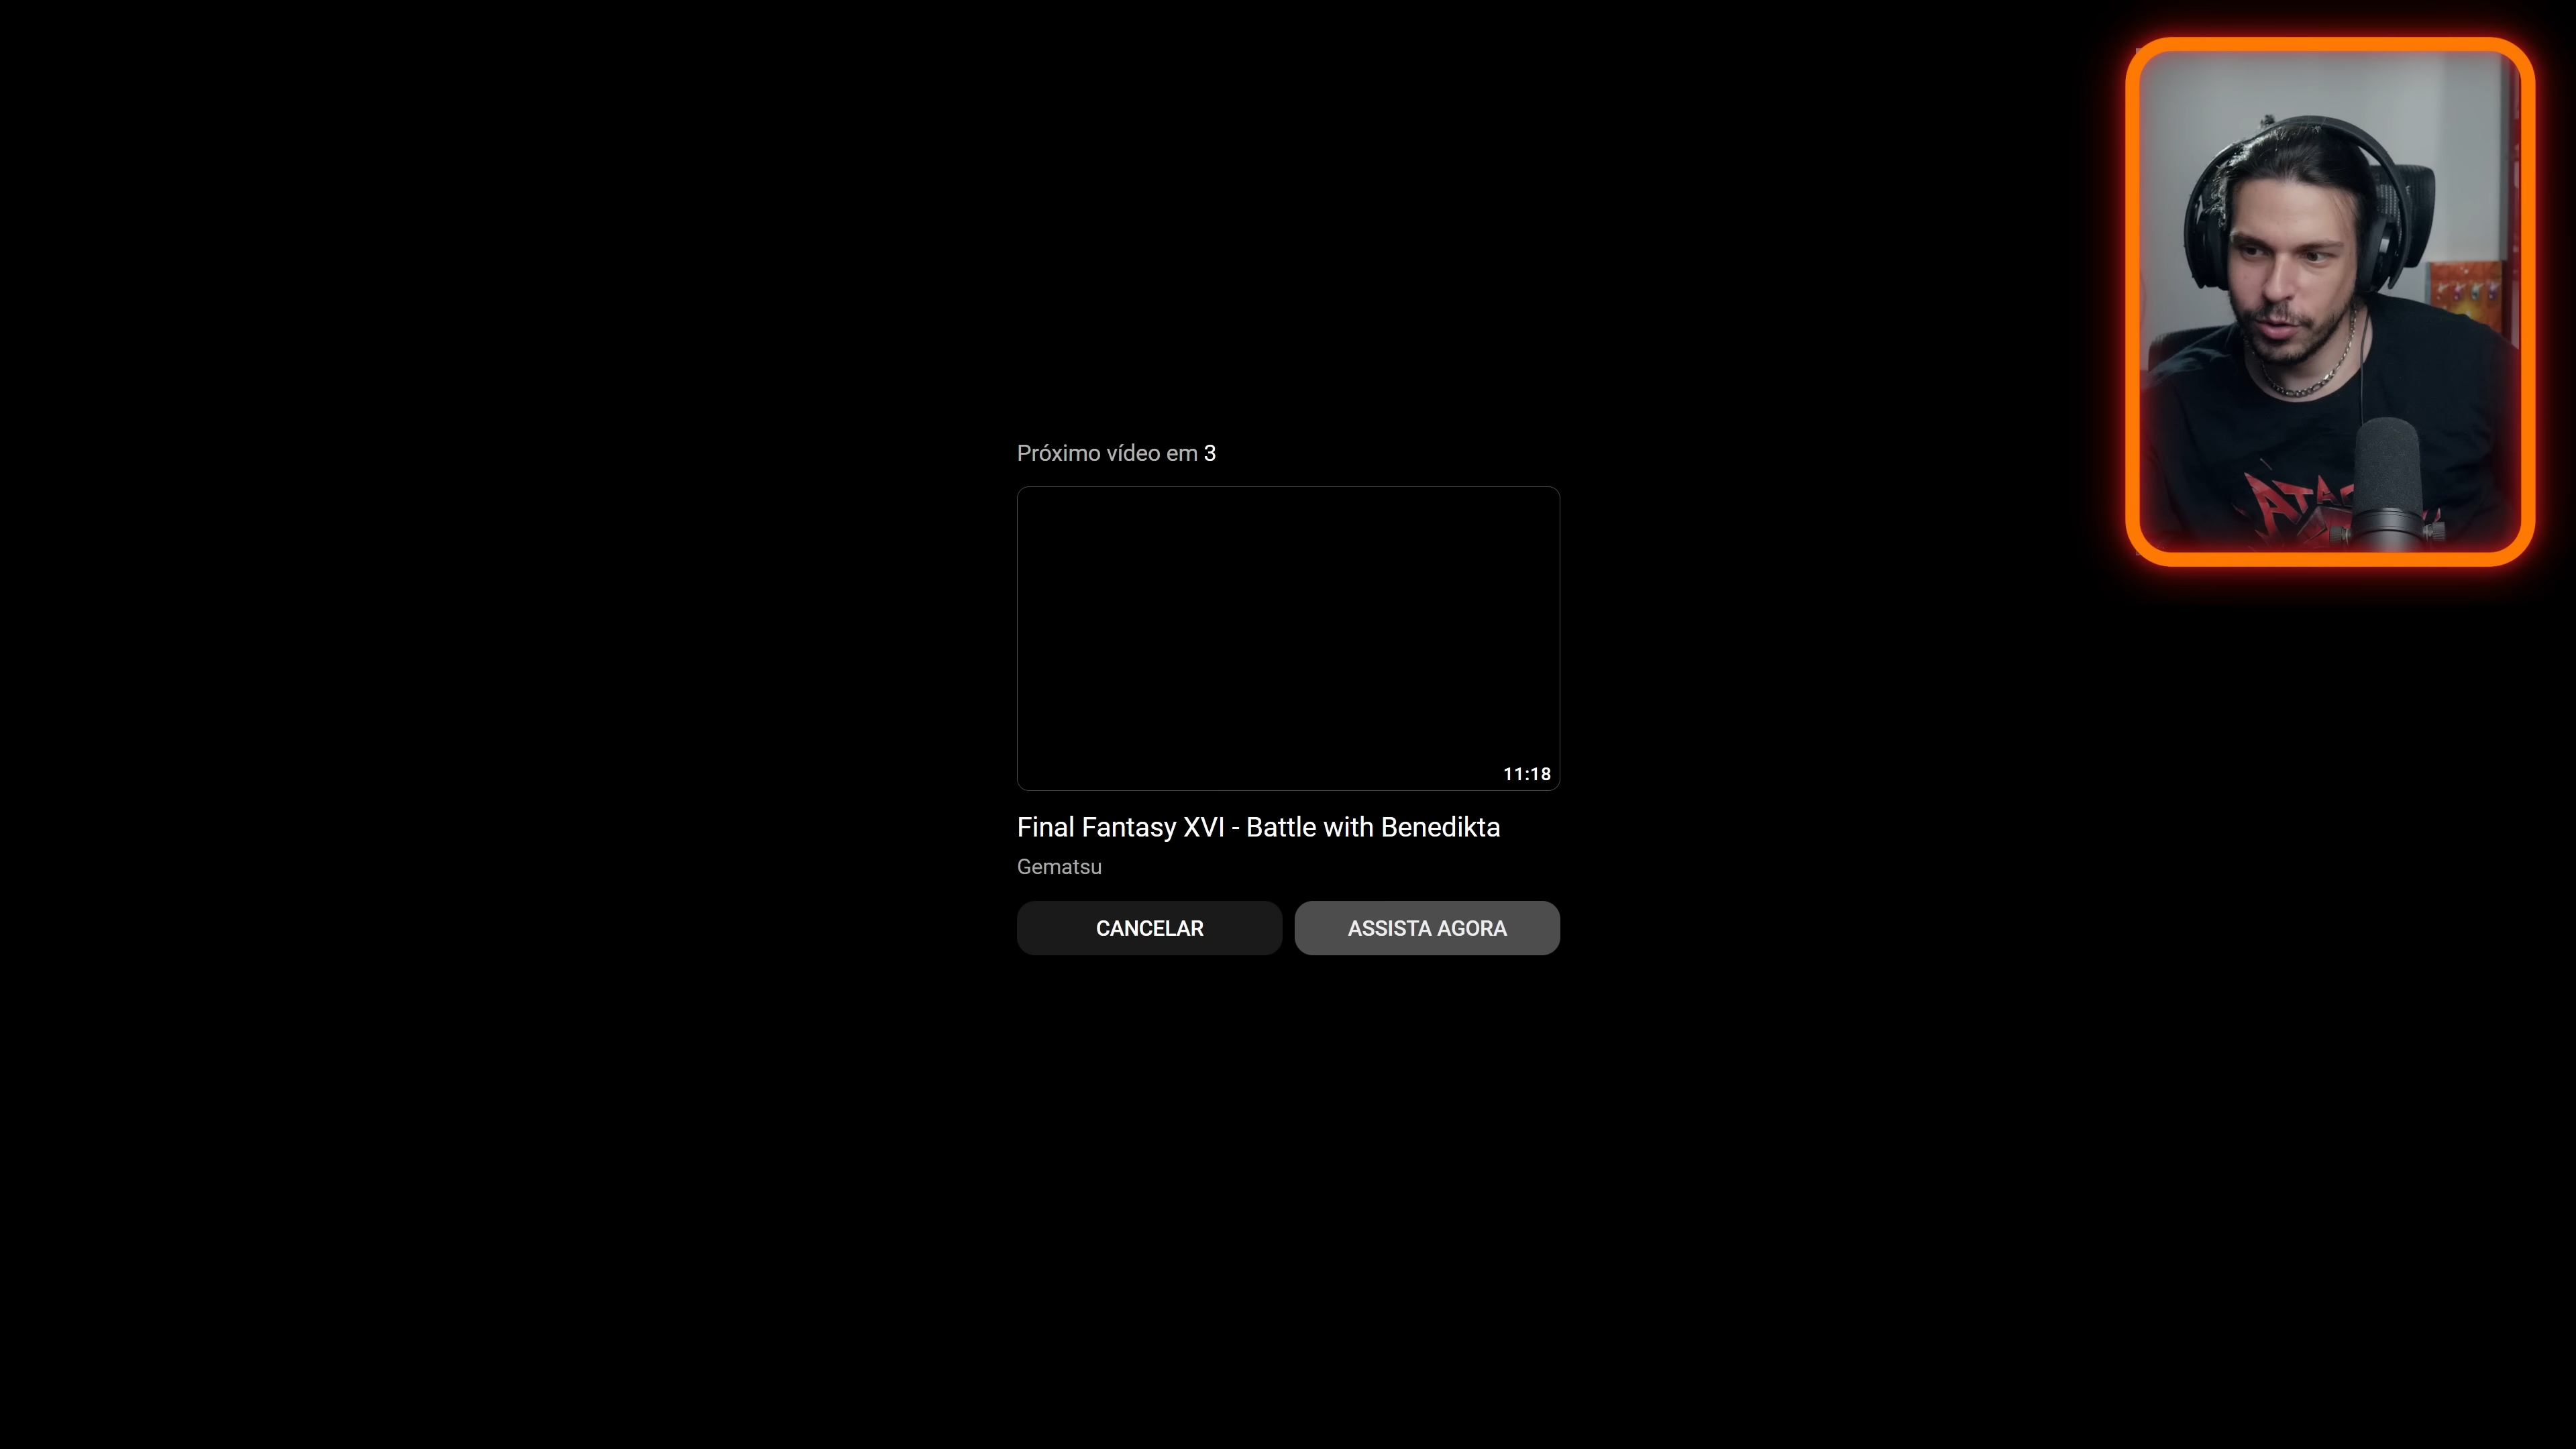 Próximo vídeo em 3
11:18
Final Fantasy XVI - Battle with Benedikta
Gematsu
CANCELAR
ASSISTA AGORA